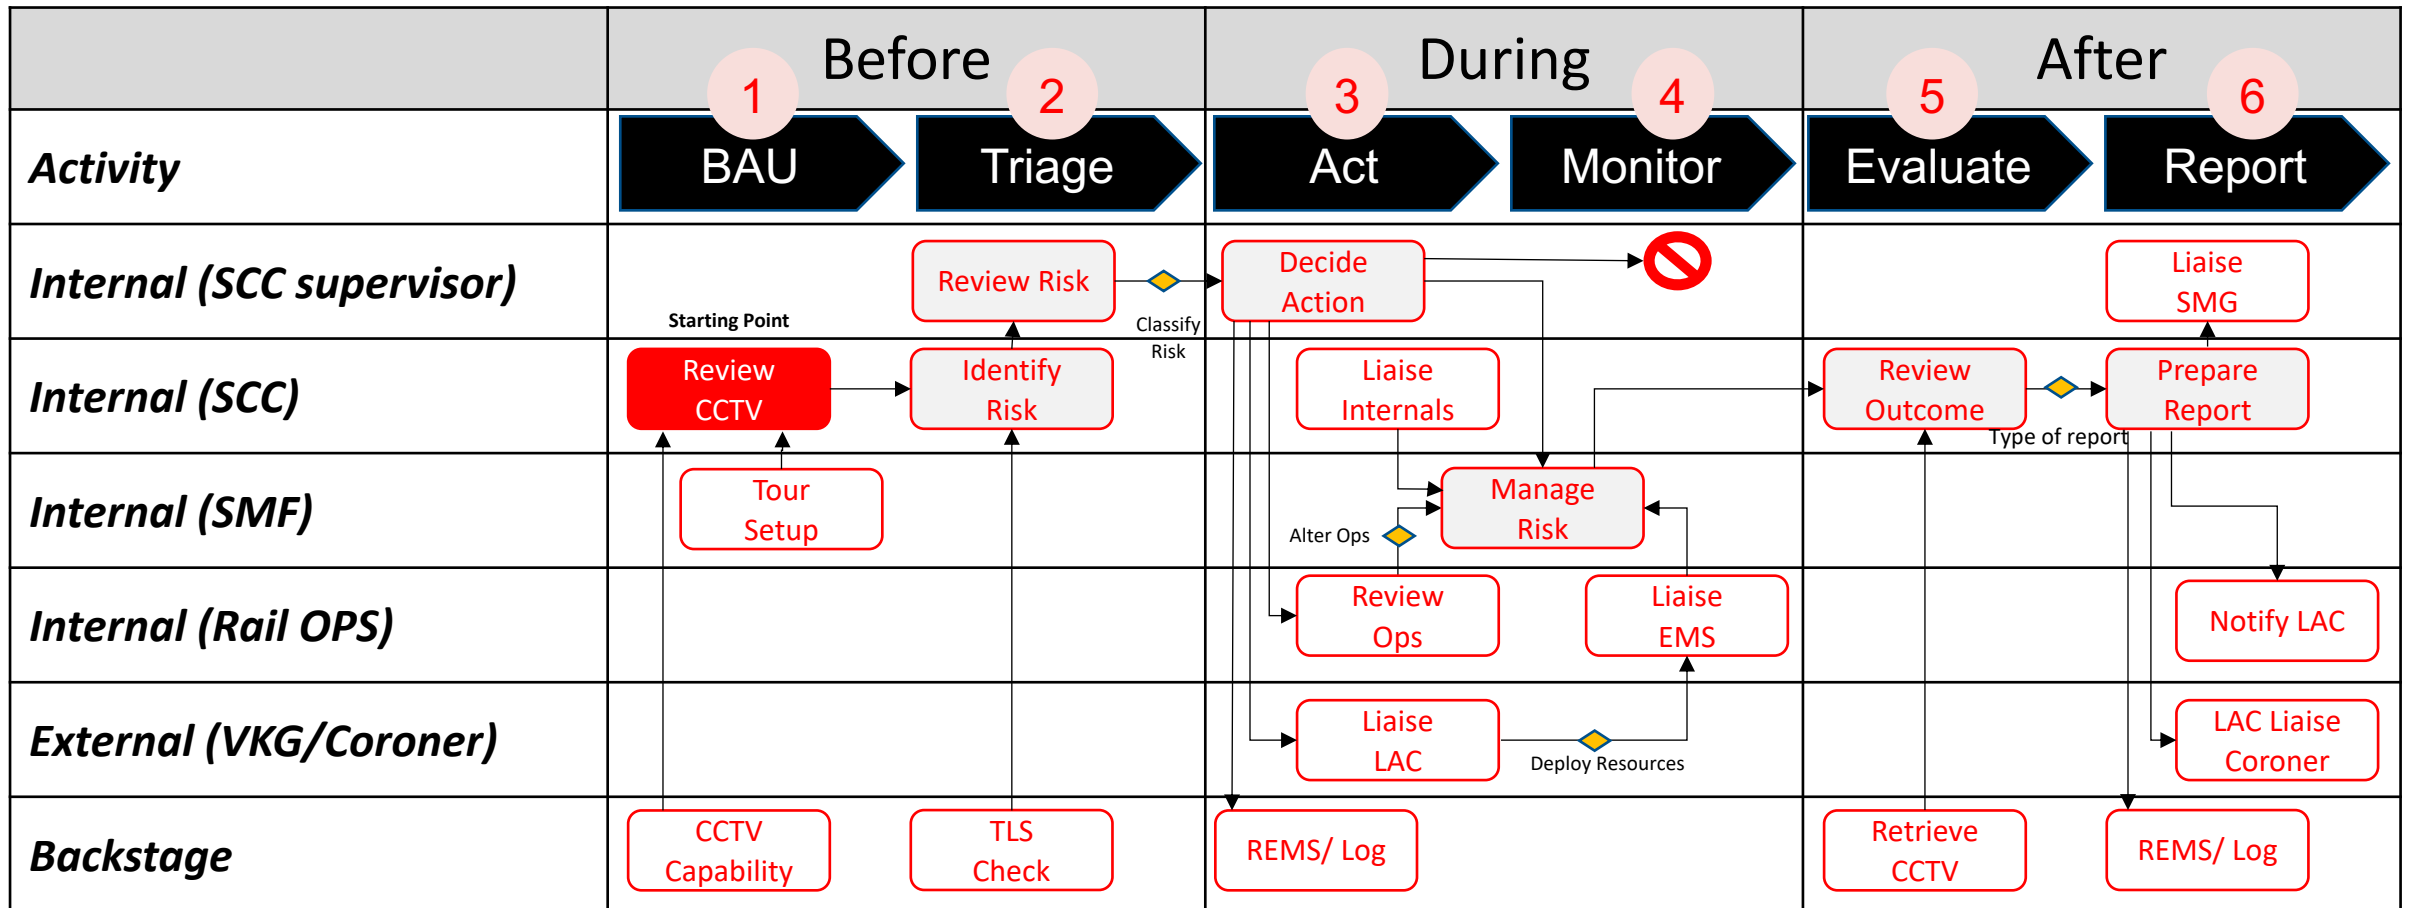 Before
During
After
1
2
3
4
5
6
Activity
BAU
Triage
Act
Monitor
Evaluate
Report
Internal (SCC supervisor)
Review Risk
Decide
Action
Liaise
SMG
Starting Point
Classify
Risk
Internal (SCC)
Review
CCTV
Identify
Risk
Liaise
Internals
Review
Outcome
Prepare
Report
Type of report
Internal (SMF)
Tour
Setup
Manage
Risk
Alter Ops
Internal (Rail OPS)
Review
Ops
Liaise
EMS
Notify LAC
External (VKG/Coroner)
Liaise
LAC
Deploy Resources
LAC Liaise
Coroner
Backstage
CCTV
Capability
TLS
Check
REMS/ Log
Retrieve
CCTV
REMS/ Log